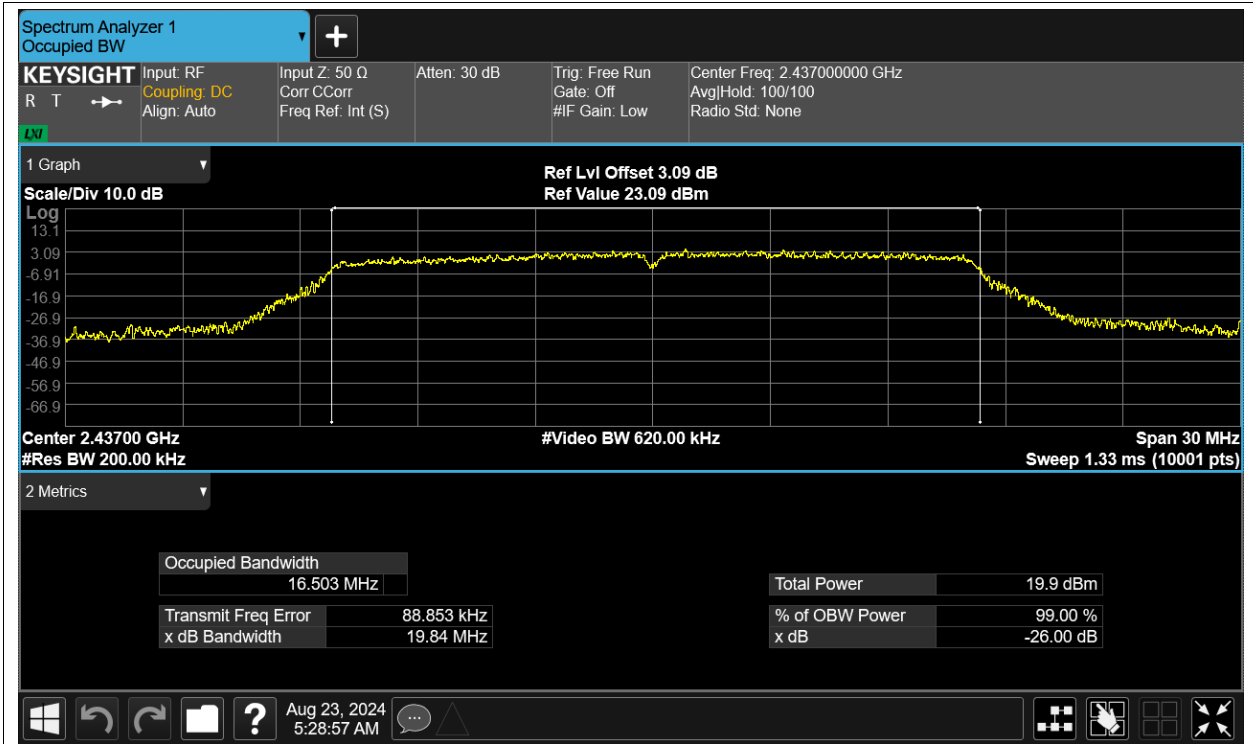 Spectrum Analyzer 1
Occupied BW
KEYSIGHT
R T
LXI
Input: RF
Coupling: DC
Align: Auto
Input Z: 50 Ω
Corr CCorr
Freq Ref: Int (S)
Atten: 30 dB
Trig: Free Run
Gate: Off
#IF Gain: Low
Center Freq: 2.437000000 GHz
Avg|Hold: 100/100
Radio Std: None
1 Graph
Scale/Div 10.0 dB
Ref Lvl Offset 3.09 dB
Ref Value 23.09 dBm
Log
13.1
3.09
-6.91
-16.9
-26.9
-36.9
-46.9
-56.9
-66.9
Center 2.43700 GHz
#Res BW 200.00 kHz
#Video BW 620.00 kHz
Span 30 MHz
Sweep 1.33 ms (10001 pts)
2 Metrics
Occupied Bandwidth
16.503 MHz
Transmit Freq Error 88.853 kHz
x dB Bandwidth 19.84 MHz
Total Power 19.9 dBm
% of OBW Power 99.00 %
x dB -26.00 dB
?
Aug 23, 2024
5:28:57 AM